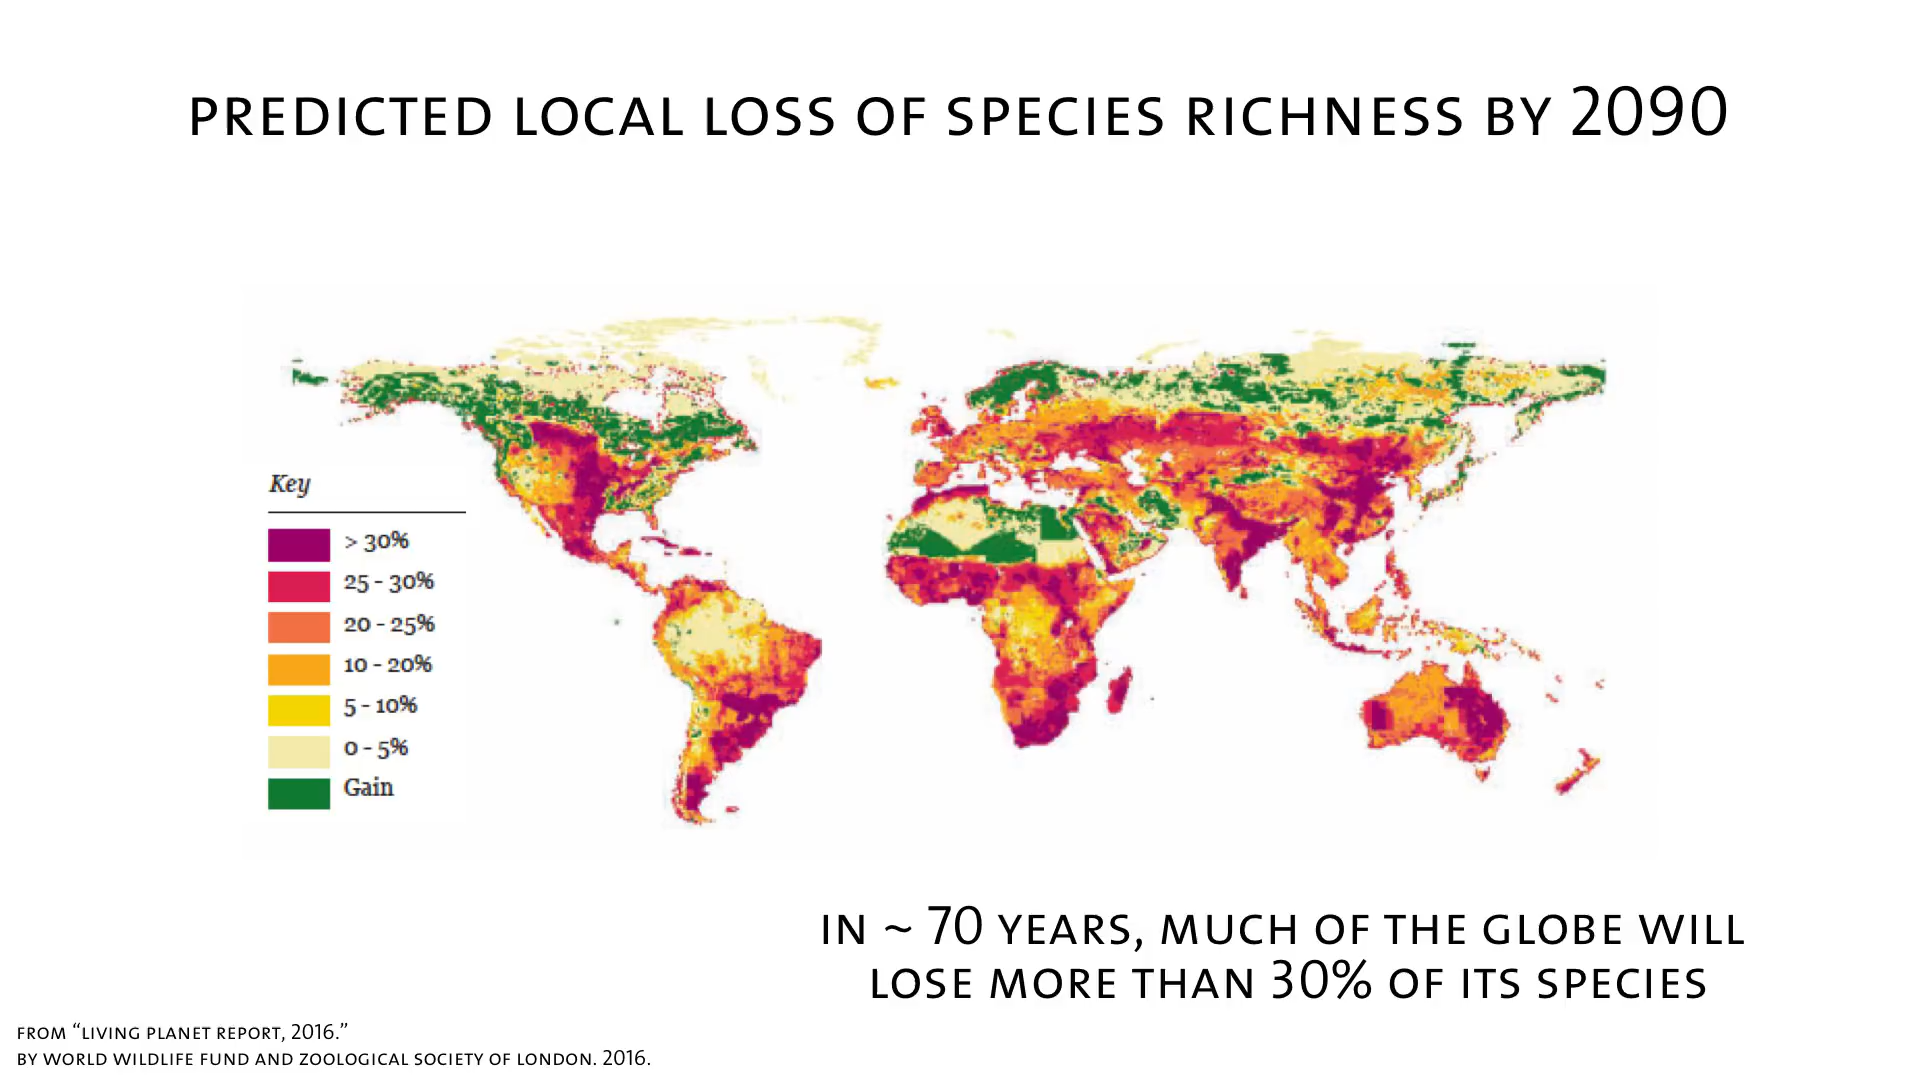 PREDICTED LOCAL LOSS OF SPECIES RICHNESS BY 2090
Key
> 30%
25 - 30%
20 - 25%
10 - 20%
5 - 10%
0 - 5%
Gain
IN ~ 70 YEARS, MUCH OF THE GLOBE WILL
LOSE MORE THAN 30% OF ITS SPECIES
FROM “LIVING PLANET REPORT, 2016.”
BY WORLD WILDLIFE FUND AND ZOOLOGICAL SOCIETY OF LONDON. 2016.